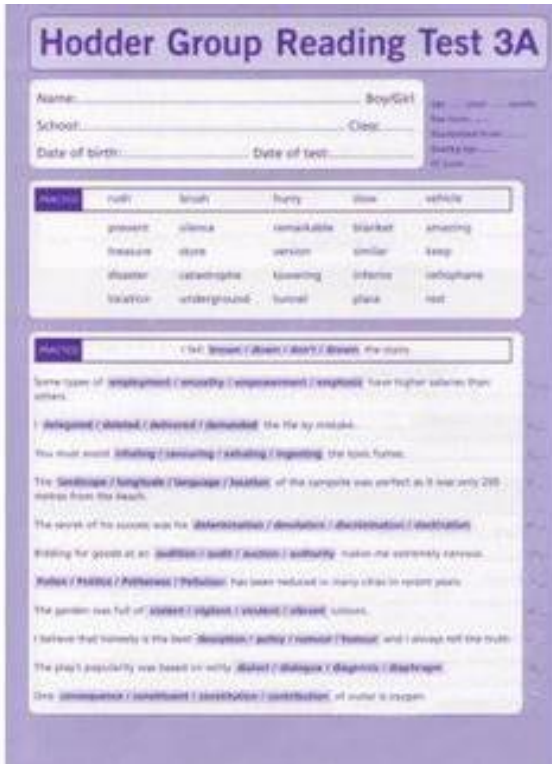 Hodder Group Reading Test 3A
Name: Boy/Girl
School: Class:
Date of birth: Date of test:
PRACTICE rush brush hurry slow vehicle
prevent silence remarkable blanket amazing
treasure store version similar keep
disaster catastrophe towering inferno cellophane
location underground tunnel place rest
PRACTICE I fell brown / down / don't / drawn the stairs.
Some types of employment / empathy / empowerment / emphasis have higher salaries than
others.
I delegated / deleted / delivered / demanded the file by mistake.
You must avoid inhaling / savouring / exhaling / ingesting the toxic fumes.
The landscape / longitude / language / location of the campsite was perfect as it was only 200
metres from the beach.
The secret of his success was his determination / desolation / discrimination / destination
Bidding for goods at an audition / audit / auction / authority makes me extremely nervous.
Pollen / Politics / Politeness / Pollution has been reduced in many cities in recent years.
The garden was full of violent / vigilant / virulent / vibrant colours.
I believe that honesty is the best deception / policy / rumour / humour and I always tell the truth.
The play's popularity was based on witty dialect / dialogue / diagnosis / diaphragm
One consequence / constituent / constitution / contribution of water is oxygen.